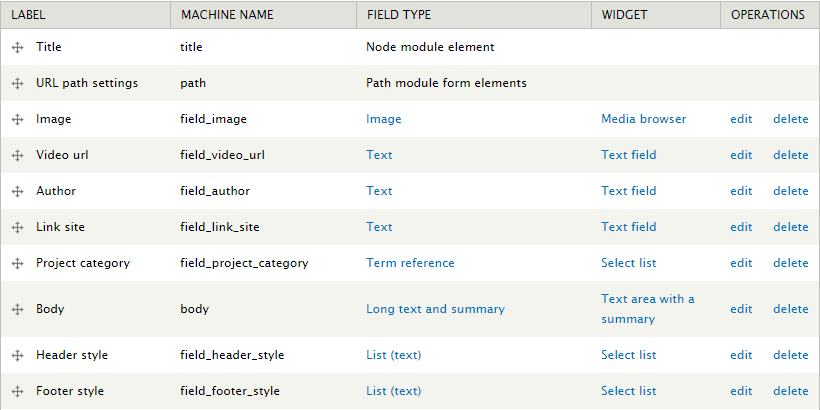 LABEL MACHINE NAME FIELD TYPE WIDGET OPERATIONS
Title title Node module element
URL path settings path Path module form elements
Image field_image Image Media browser edit delete
Video url field_video_url Text Text field edit delete
Author field_author Text Text field edit delete
Link site field_link_site Text Text field edit delete
Project category field_project_category Term reference Select list edit delete
Body body Long text and summary Text area with a summary edit delete
Header style field_header_style List (text) Select list edit delete
Footer style field_footer_style List (text) Select list edit delete